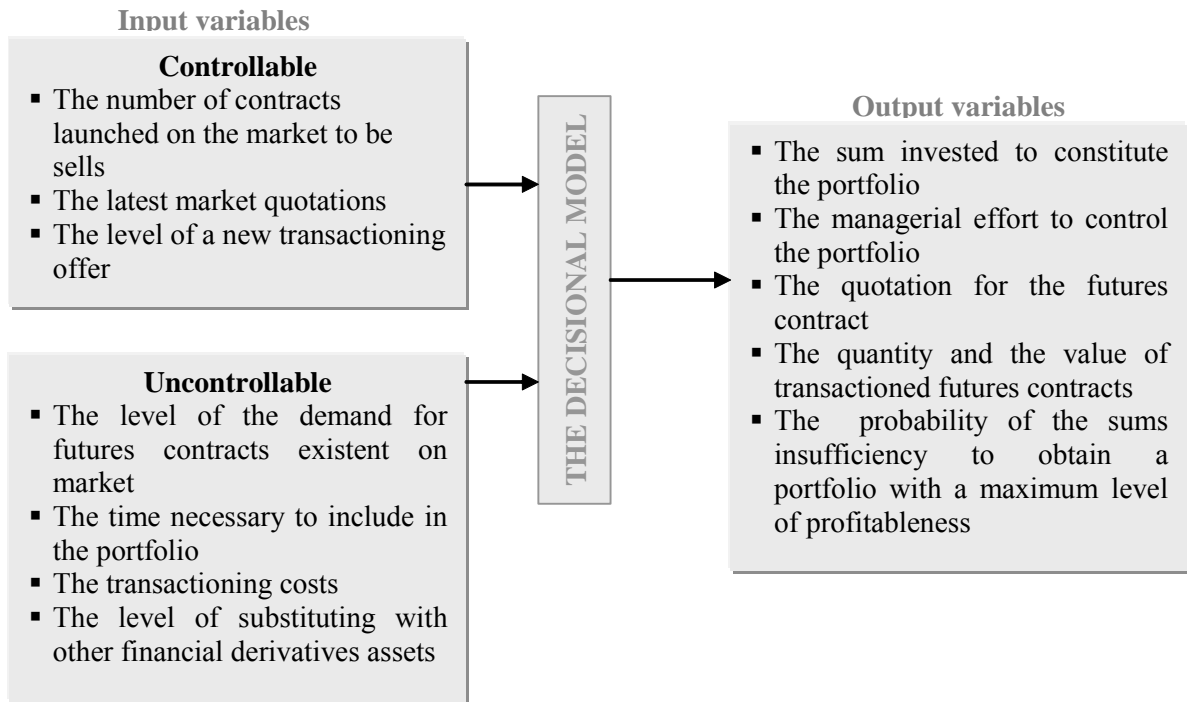 Input variables
Controllable
▪ The number of contracts
launched on the market to be
sells
▪ The latest market quotations
▪ The level of a new transactioning
offer
Uncontrollable
▪ The level of the demand for
futures contracts existent on
market
▪ The time necessary to include in
the portfolio
▪ The transactioning costs
▪ The level of substituting with
other financial derivatives assets
THE DECISIONAL MODEL
Output variables
▪ The sum invested to constitute
the portfolio
▪ The managerial effort to control
the portfolio
▪ The quotation for the futures
contract
▪ The quantity and the value of
transactioned futures contracts
▪ The probability of the sums
insufficiency to obtain a
portfolio with a maximum level
of profitableness